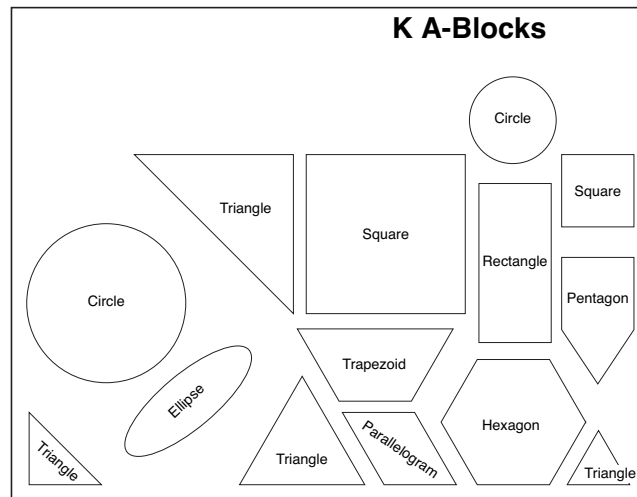 K A-Blocks
Circle
Triangle
Square
Square
Rectangle
Circle
Pentagon
Trapezoid
Ellipse
Hexagon
Parallelogram
Triangle
Triangle
Triangle